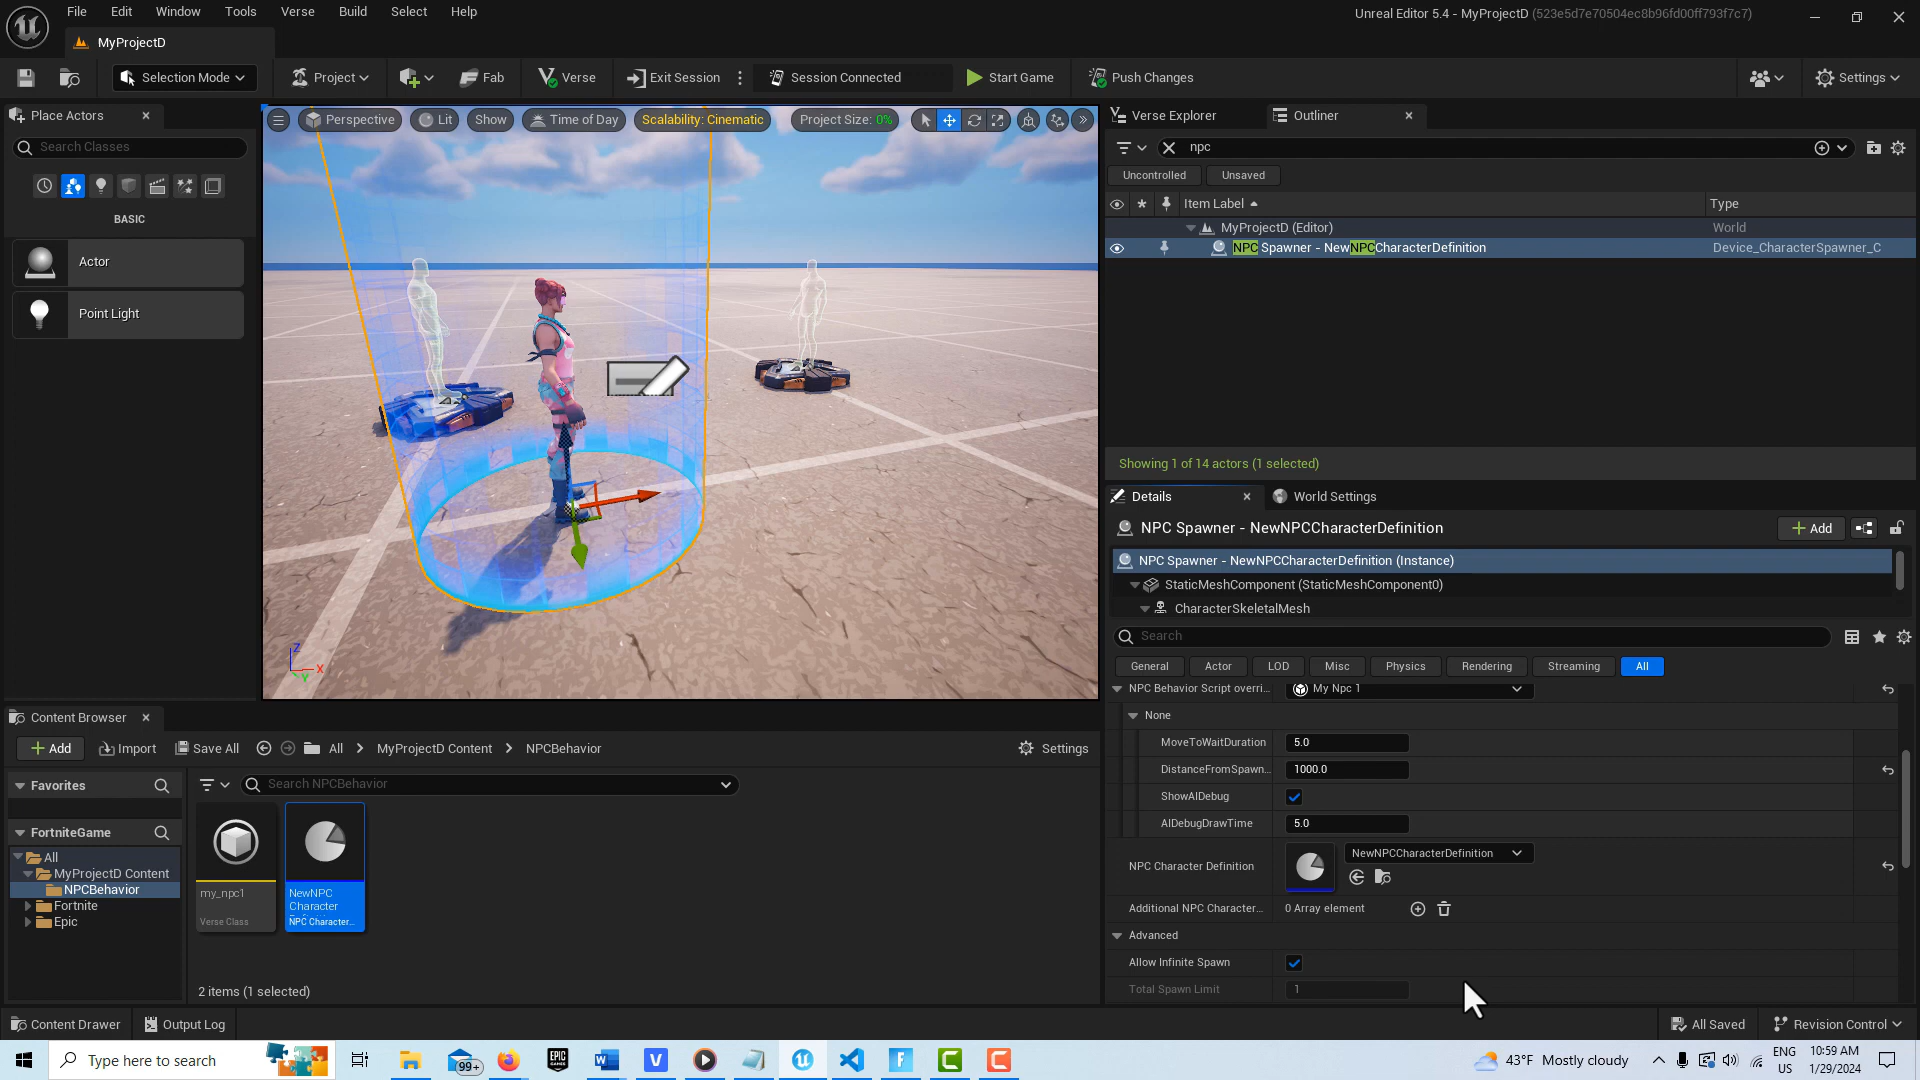 File Edit Window Tools Verse Build Select Help
Unreal Editor 5.4 - MyProjectD (523e5d7e70504ec8b96fd00ff793f7c7)
MyProjectD
Selection Mode
Project
Fab
Verse
Exit Session
Session Connected
Start Game
Push Changes
Settings
Place Actors
Search Classes
BASIC
Actor
Point Light
Perspective
Lit
Show
Time of Day
Scalability: Cinematic
Project Size: 0%
Z
X
Y
Verse Explorer
Outliner
npc
Uncontrolled
Unsaved
Item Label
Type
MyProjectD (Editor)
World
NPC Spawner - NewNPCCharacterDefinition
Device_CharacterSpawner_C
Showing 1 of 14 actors (1 selected)
Details
World Settings
NPC Spawner - NewNPCCharacterDefinition
Add
NPC Spawner - NewNPCCharacterDefinition (Instance)
StaticMeshComponent (StaticMeshComponent0)
CharacterSkeletalMesh
Search
General
Actor
LOD
Misc
Physics
Rendering
Streaming
All
NPC Behavior Script overri...
My Npc 1
None
MoveToWaitDuration
5.0
DistanceFromSpawn...
1000.0
ShowAIDebug
AIDebugDrawTime
5.0
NPC Character Definition
NewNPCCharacterDefinition
Additional NPC Character...
0 Array element
Advanced
Allow Infinite Spawn
Total Spawn Limit
1
Content Browser
Add
Import
Save All
All
MyProjectD Content
NPCBehavior
Settings
Favorites
Search NPCBehavior
FortniteGame
All
MyProjectD Content
NPCBehavior
Fortnite
Epic
my_npc1
Verse Class
NewNPC
Character
NPC Character...
2 items (1 selected)
Content Drawer
Output Log
All Saved
Revision Control
Type here to search
99+
EPIC
GAMES
43°F Mostly cloudy
ENG
US
10:59 AM
1/29/2024